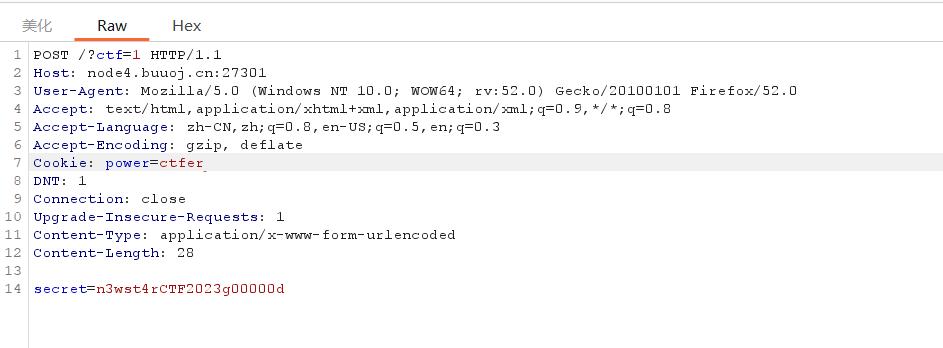 美化 Raw Hex
1 POST /?ctf=1 HTTP/1.1
2 Host: node4.buuoj.cn:27301
3 User-Agent: Mozilla/5.0 (Windows NT 10.0; WOW64; rv:52.0) Gecko/20100101 Firefox/52.0
4 Accept: text/html,application/xhtml+xml,application/xml;q=0.9,*/*;q=0.8
5 Accept-Language: zh-CN,zh;q=0.8,en-US;q=0.5,en;q=0.3
6 Accept-Encoding: gzip, deflate
7 Cookie: power=ctfer
8 DNT: 1
9 Connection: close
10 Upgrade-Insecure-Requests: 1
11 Content-Type: application/x-www-form-urlencoded
12 Content-Length: 28
13
14 secret=n3wst4rCTF2023g00000d